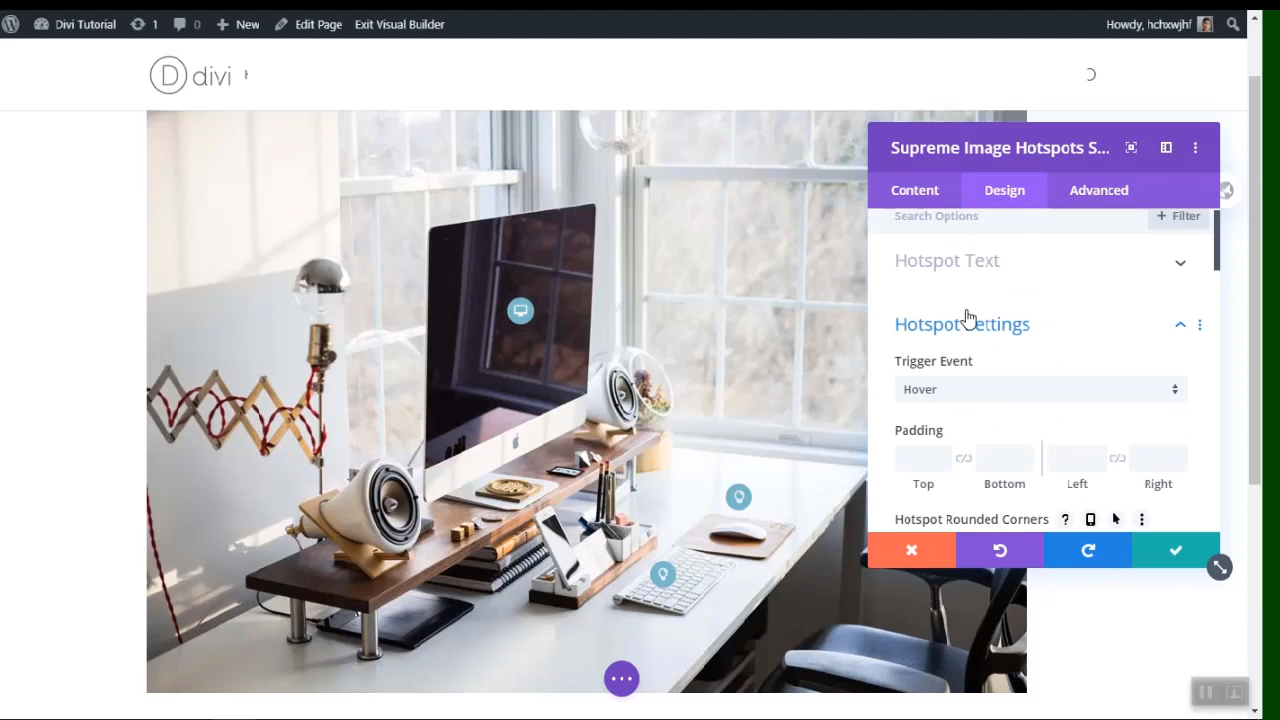 Divi Tutorial
1
0
New
Edit Page
Exit Visual Builder
Howdy, hchxwjhf
D divi
Supreme Image Hotspots S...
Content
Design
Advanced
Search Options
+ Filter
Hotspot Text
Hotspot Settings
Trigger Event
Hover
Padding
Top
Bottom
Left
Right
Hotspot Rounded Corners